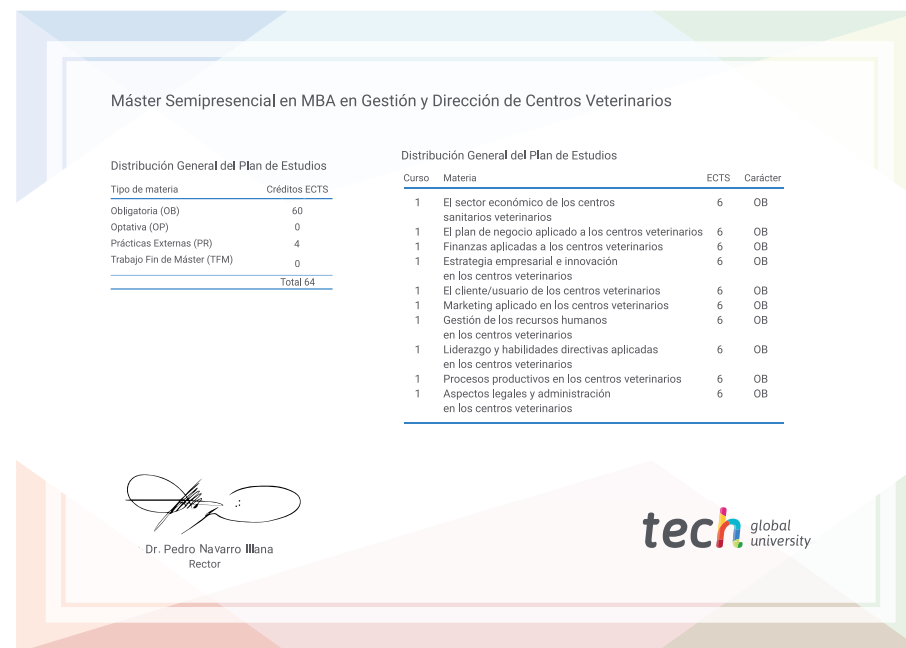 Máster Semipresencial en MBA en Gestión y Dirección de Centros Veterinarios
Distribución General del Plan de Estudios
Tipo de materia Créditos ECTS
Obligatoria (OB) 60
Optativa (OP) 0
Prácticas Externas (PR) 4
Trabajo Fin de Máster (TFM) 0
Total 64
Distribución General del Plan de Estudios
Curso Materia ECTS Carácter
1 El sector económico de los centros 6 OB
sanitarios veterinarios
1 El plan de negocio aplicado a los centros veterinarios 6 OB
1 Finanzas aplicadas a los centros veterinarios 6 OB
1 Estrategia empresarial e innovación 6 OB
en los centros veterinarios
1 El cliente/usuario de los centros veterinarios 6 OB
1 Marketing aplicado en los centros veterinarios 6 OB
1 Gestión de los recursos humanos 6 OB
en los centros veterinarios
1 Liderazgo y habilidades directivas aplicadas 6 OB
en los centros veterinarios
1 Procesos productivos en los centros veterinarios 6 OB
1 Aspectos legales y administración 6 OB
en los centros veterinarios
Dr. Pedro Navarro Illana
Rector
tech global
university